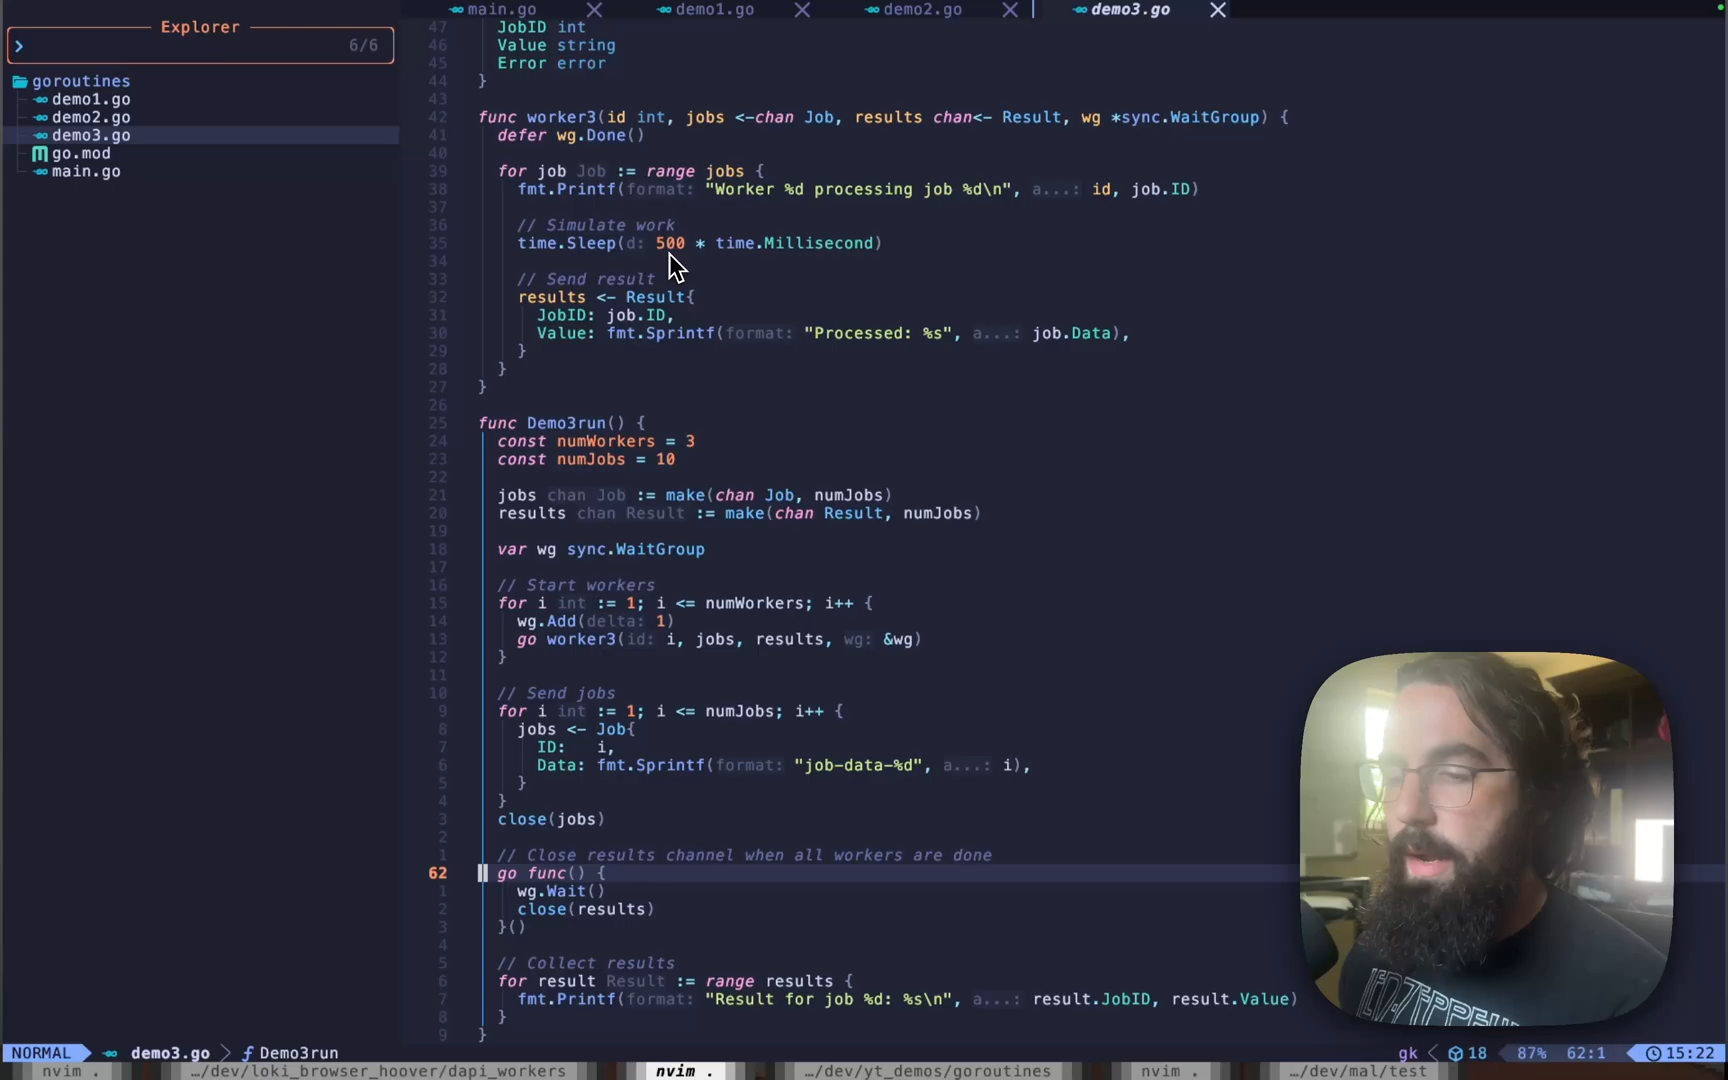 Explorer
6/6
goroutines
demo1.go
demo2.go
demo3.go
go.mod
main.go
main.go demo1.go demo2.go demo3.go
47 JobID int
46 Value string
45 Error error
44 }
43
42 func worker3(id int, jobs <-chan Job, results chan<- Result, wg *sync.WaitGroup) {
41 defer wg.Done()
40
39 for job Job := range jobs {
38 fmt.Printf(format: "Worker %d processing job %d\n", a...: id, job.ID)
37
36 // Simulate work
35 time.Sleep(d: 500 * time.Millisecond)
34
33 // Send result
32 results <- Result{
31 JobID: job.ID,
30 Value: fmt.Sprintf(format: "Processed: %s", a...: job.Data),
29 }
28 }
27 }
26
25 func Demo3run() {
24 const numWorkers = 3
23 const numJobs = 10
22
21 jobs chan Job := make(chan Job, numJobs)
20 results chan Result := make(chan Result, numJobs)
19
18 var wg sync.WaitGroup
17
16 // Start workers
15 for i int := 1; i <= numWorkers; i++ {
14 wg.Add(delta: 1)
13 go worker3(id: i, jobs, results, wg: &wg)
12 }
11
10 // Send jobs
9 for i int := 1; i <= numJobs; i++ {
8 jobs <- Job{
7 ID: i,
6 Data: fmt.Sprintf(format: "job-data-%d", a...: i),
5 }
4 }
3 close(jobs)
2
1 // Close results channel when all workers are done
62 go func() {
1 wg.Wait()
2 close(results)
3 }()
4
5 // Collect results
6 for result Result := range results {
7 fmt.Printf(format: "Result for job %d: %s\n", a...: result.JobID, result.Value)
8 }
9 }
NORMAL demo3.go Demo3run gk 18 87% 62:1 15:22
nvim . …/dev/loki_browser_hoover/dapi_workers nvim . …/dev/yt_demos/goroutines nvim . …/dev/mal/test